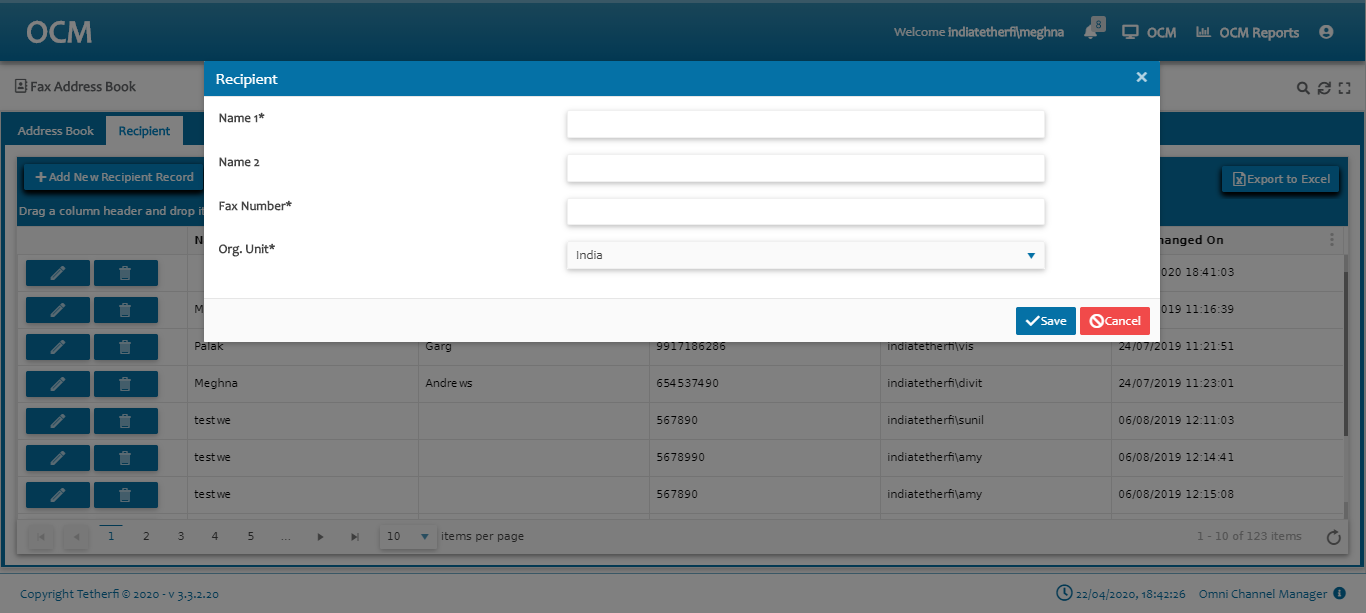 OCM
Welcome indiatetherfi\meghna
8
OCM
OCM Reports
Fax Address Book
Recipient
Address Book
Recipient
Add New Recipient Record
Export to Excel
Drag a column header and drop it
Name 1*
Name 2
Fax Number*
Org. Unit*
India
Save
Cancel
N
hanged On
020 18:41:03
M
019 11:16:39
Palak Garg 9917186286 indiatetherfi\vis 24/07/2019 11:21:51
Meghna Andrews 654537490 indiatetherfi\divit 24/07/2019 11:23:01
testwe 567890 indiatetherfi\sunil 06/08/2019 12:11:03
testwe 5678990 indiatetherfi\amy 06/08/2019 12:14:41
testwe 567890 indiatetherfi\amy 06/08/2019 12:15:08
1 2 3 4 5 ... 10 items per page 1 - 10 of 123 items
Copyright Tetherfi © 2020 - v 3.3.2.20
22/04/2020, 18:42:26 Omni Channel Manager